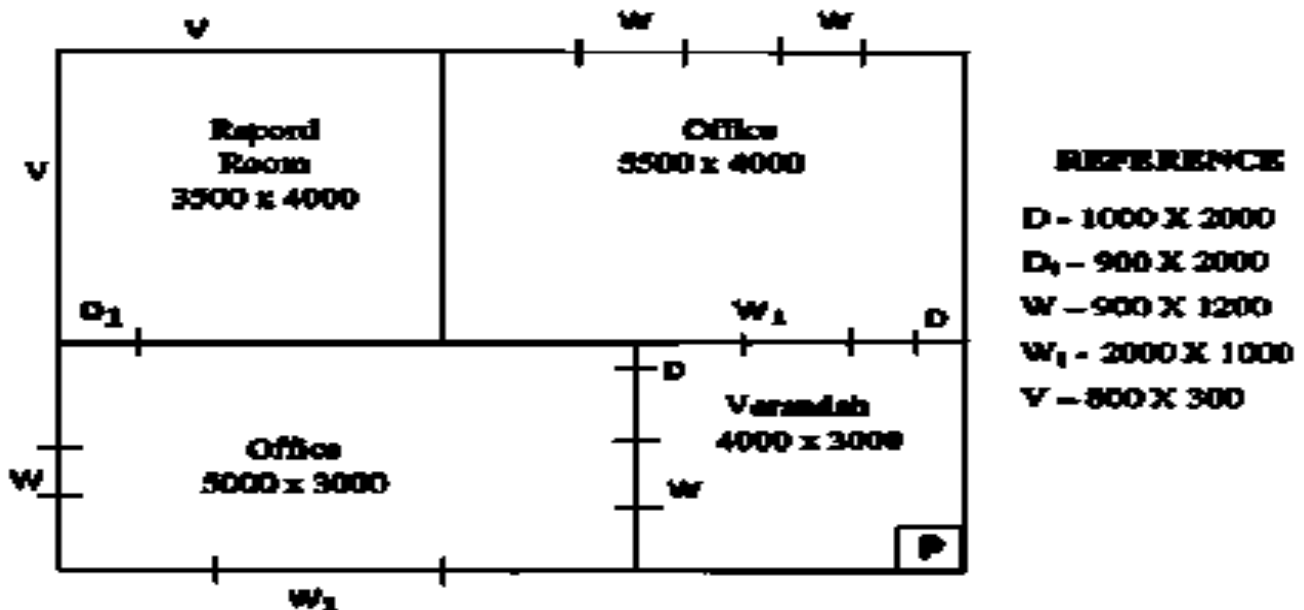 V
W
W
Repord
Room
3500 x 4000
Office
5500 x 4000
V
D1
W1
D
Office
5000 x 3000
W
D
W
Varandah
4000 x 3000
P
W1
REFERENCE
D - 1000 X 2000
D1 – 900 X 2000
W – 900 X 1200
W1 - 2000 X 1000
V – 800 X 300